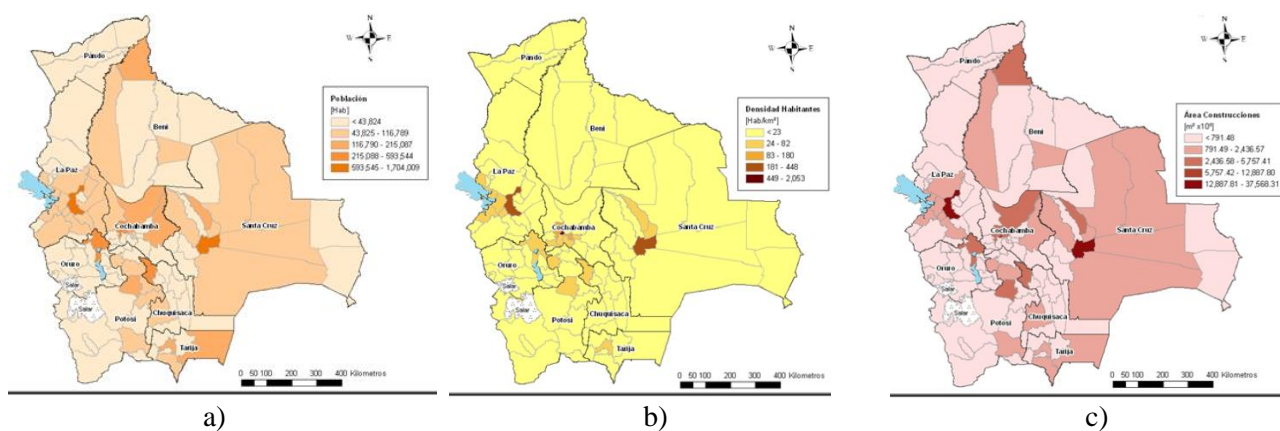 N
W E
S
Pando
Beni
La Paz
Cochabamba
Santa Cruz
Oruro
Salar
Salar
Potosi
Chuquisaca
Tarija
Población
[Hab]
< 43,824
43,825 - 116,789
116,790 - 215,087
215,088 - 593,544
593,545 - 1,704,009
0 50 100 200 300 400 Kilometros
a)
N
W E
S
Pando
Beni
La Paz
Cochabamba
Santa Cruz
Oruro
Salar
Salar
Potosi
Chuquisaca
Tarija
Densidad Habitantes
[Hab/km²]
< 23
24 - 82
83 - 180
181 - 448
449 - 2,053
0 50 100 200 300 400 Kilometros
b)
N
W E
S
Pando
Beni
La Paz
Cochabamba
Santa Cruz
Oruro
Salar
Salar
Potosi
Chuquisaca
Tarija
Área Construcciones
< 791.48
791.49 - 2,436.57
2,436.58 - 5,757.41
5,757.42 - 12,887.80
12,887.81 - 37,568.31
0 50 100 200 300 400 Kilometros
c)